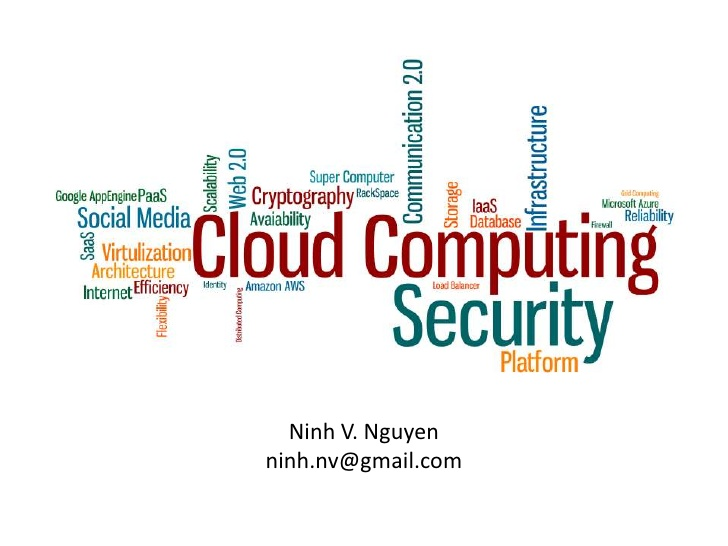 Communication 2.0
Infrastructure
Scalability
Web 2.0
Super Computer
Google AppEngine
PaaS
Cryptography
RackSpace
Storage
IaaS
Grid Computing
Microsoft Azure
Social Media
Avaiability
Database
Firewall
Reliability
SaaS
Virtulization
Cloud Computing
Architecture
Internet
Efficiency
Identity
Amazon AWS
Load Balancer
Flexibility
Distributed Computing
Security
Platform
Ninh V. Nguyen
ninh.nv@gmail.com